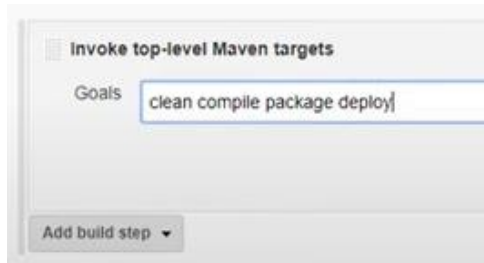 Invoke top-level Maven targets
Goals clean compile package deploy
Add build step